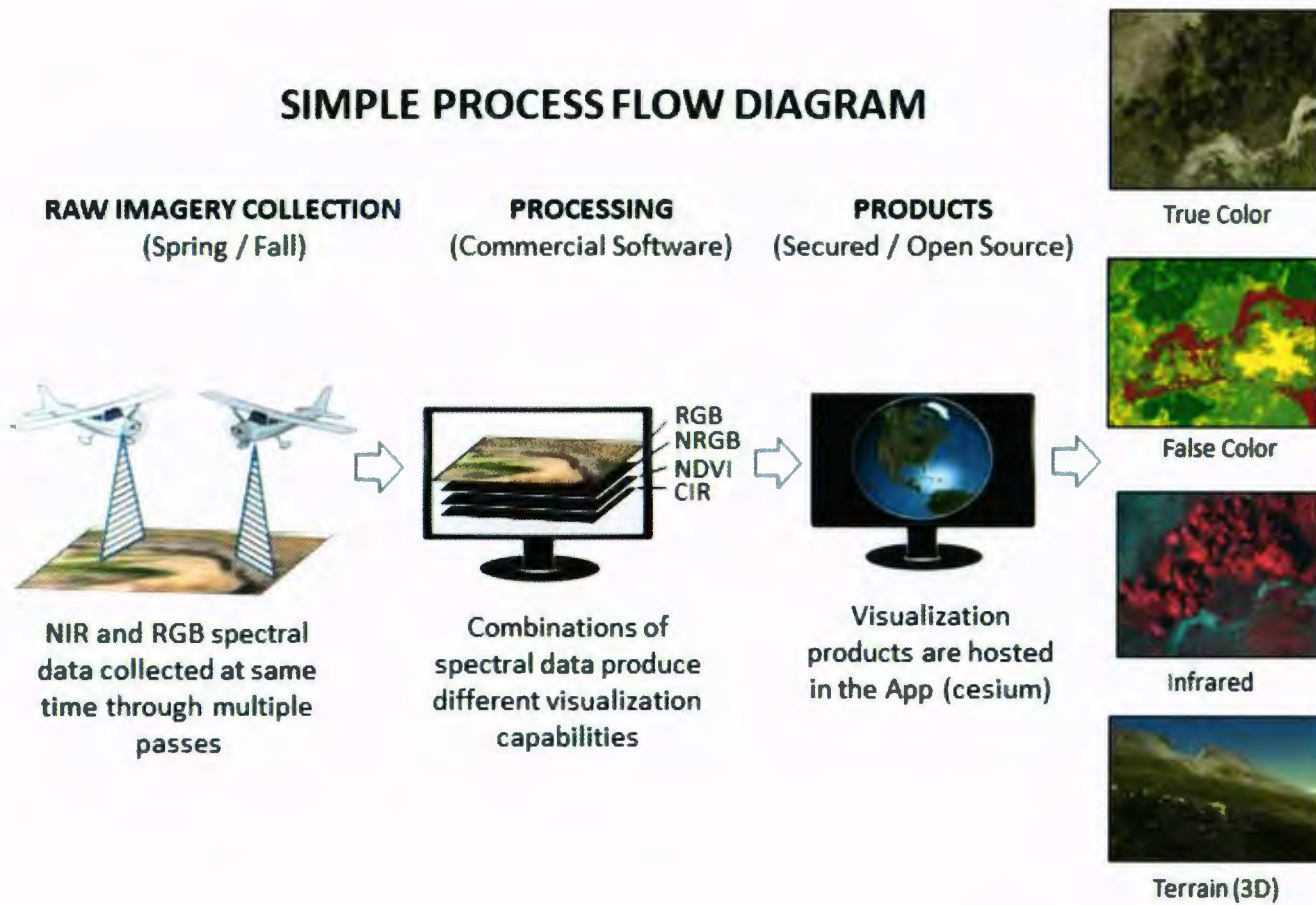 SIMPLE PROCESS FLOW DIAGRAM
RAW IMAGERY COLLECTION
(Spring / Fall)
PROCESSING
(Commercial Software)
PRODUCTS
(Secured / Open Source)
RGB
NRGB
NDVI
CIR
NIR and RGB spectral
data collected at same
time through multiple
passes
Combinations of
spectral data produce
different visualization
capabilities
Visualization
products are hosted
in the App (cesium)
True Color
False Color
Infrared
Terrain (3D)